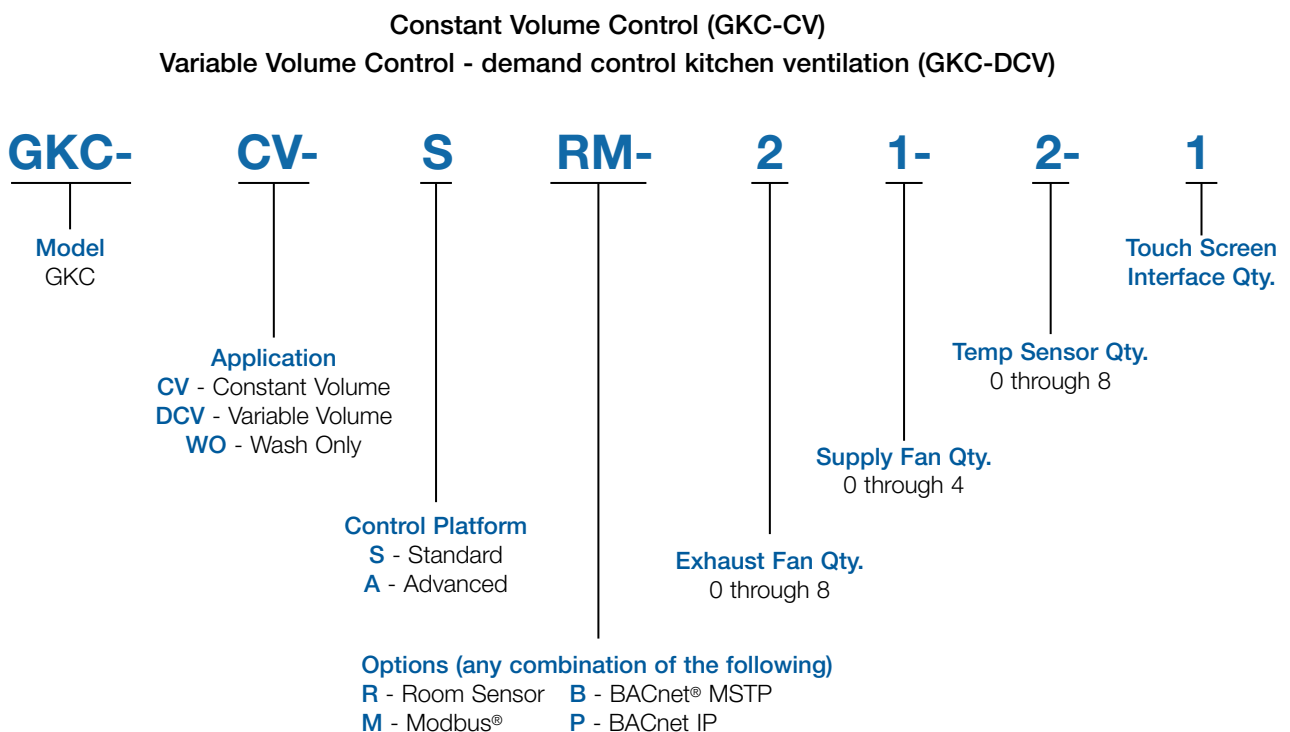 Constant Volume Control (GKC-CV)
Variable Volume Control - demand control kitchen ventilation (GKC-DCV)
GKC- CV- S RM- 2 1- 2- 1
Model
GKC
Touch Screen
Interface Qty.
Application
CV - Constant Volume
DCV - Variable Volume
WO - Wash Only
Temp Sensor Qty.
0 through 8
Supply Fan Qty.
0 through 4
Control Platform
S - Standard
A - Advanced
Exhaust Fan Qty.
0 through 8
Options (any combination of the following)
R - Room Sensor B - BACnet® MSTP
M - Modbus® P - BACnet IP